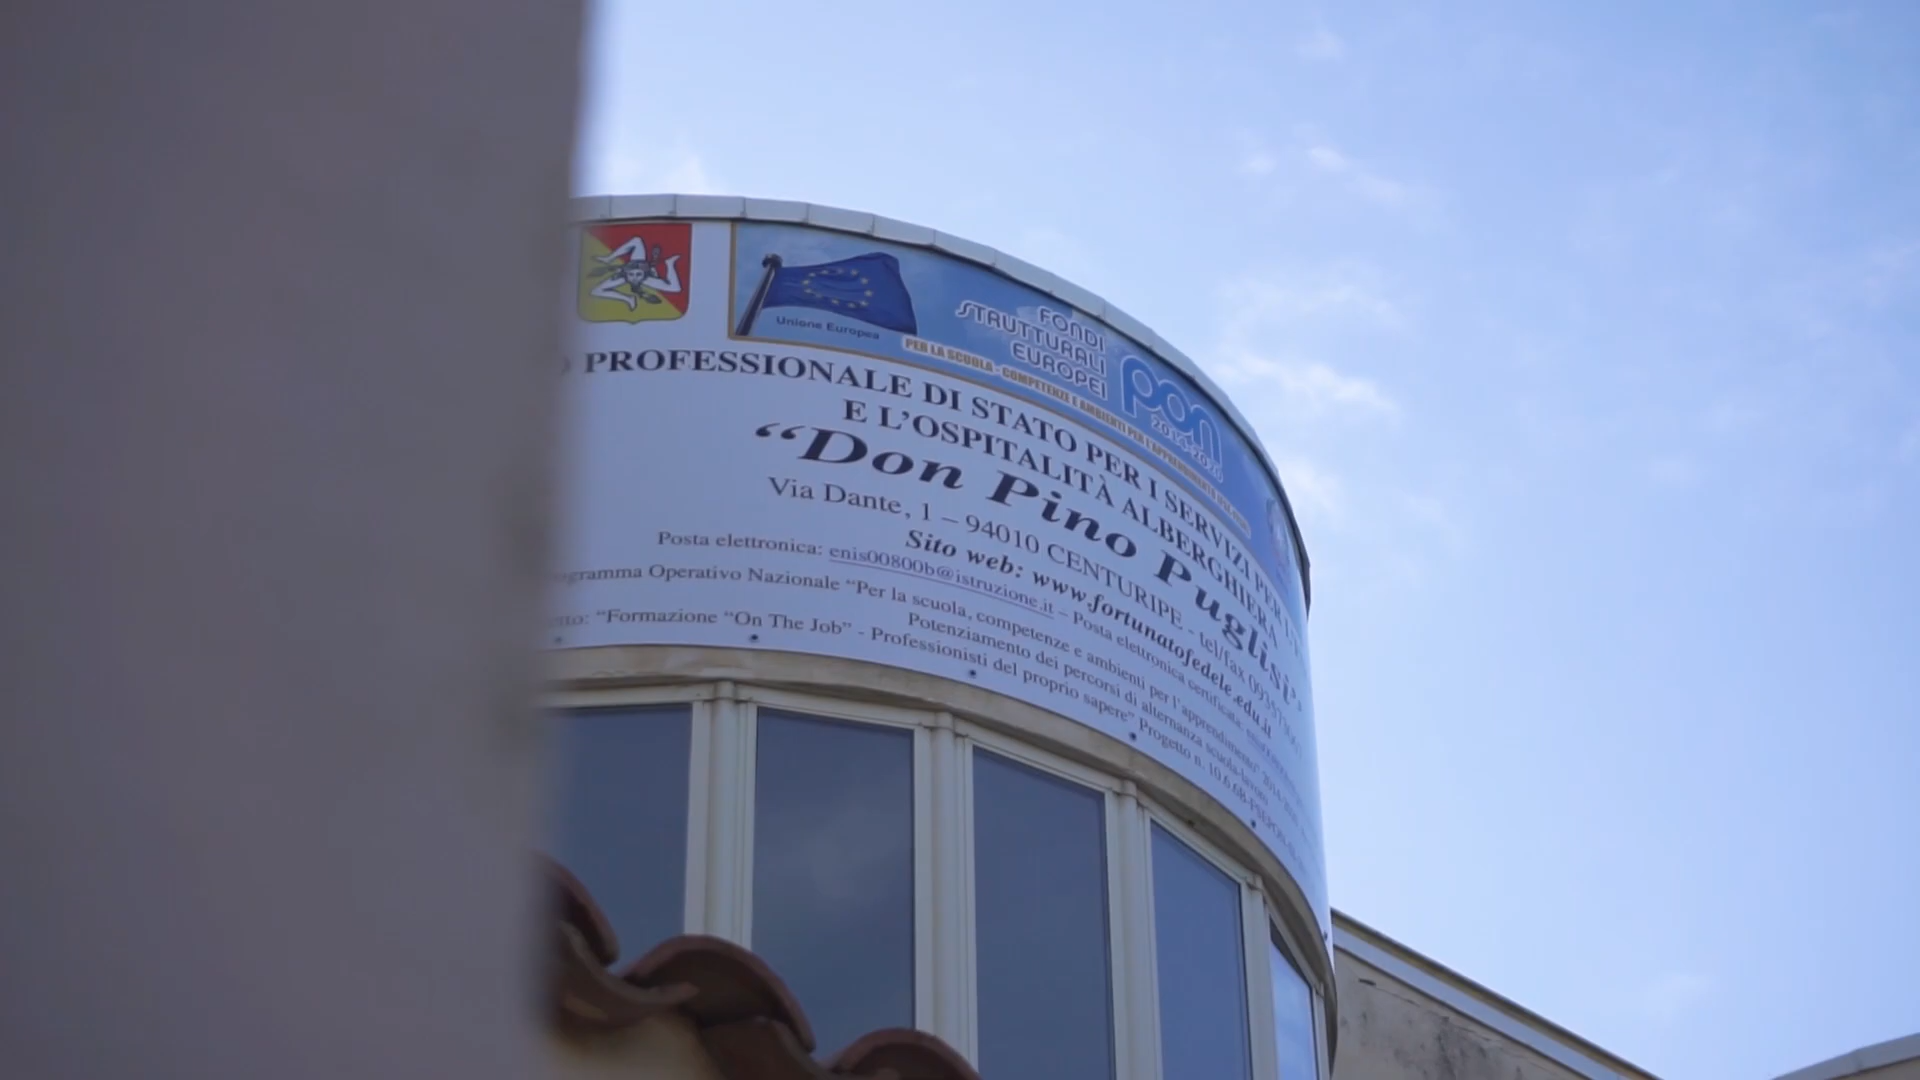 Unione Europea
FONDI
STRUTTURALI
EUROPEI
pon
2014-2020
PER LA SCUOLA - COMPETENZE E AMBIENTI PER L'APPRENDIMENTO
PROFESSIONALE DI STATO PER I SERVIZI PER
E L'OSPITALITÀ ALBERGHIERA
“Don Pino Puglisi”
Via Dante, 1 – 94010 CENTURIPE - tel/fax
Sito web: www.fortunatofedele.edu.it
Posta elettronica: enis00800b@istruzione.it – Posta elettronica certificata:
Operativo Nazionale “Per la scuola, competenze e ambienti per l'apprendimento”
Potenziamento dei percorsi di alternanza scuola-lavoro
“Formazione “On The Job” - Professionisti del proprio sapere” Progetto n.